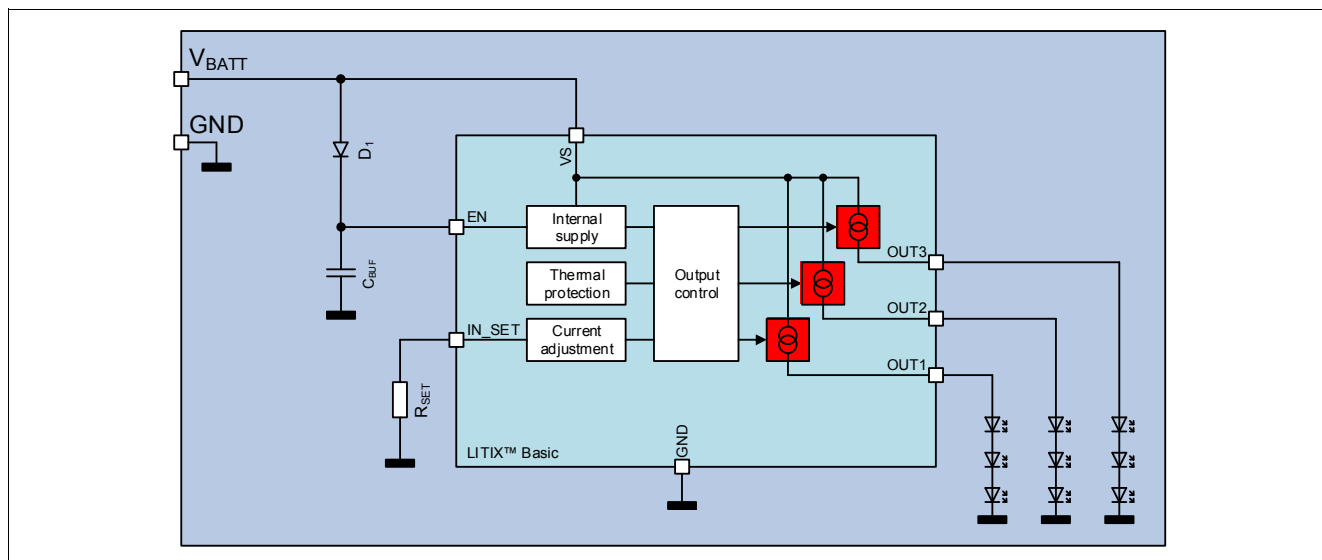 VBATT
GND
D1
CBUF
VS
EN
Internal
supply
Thermal
protection
IN_SET
Current
adjustment
Output
control
OUT3
OUT2
OUT1
RSET
GND
LITIX™ Basic